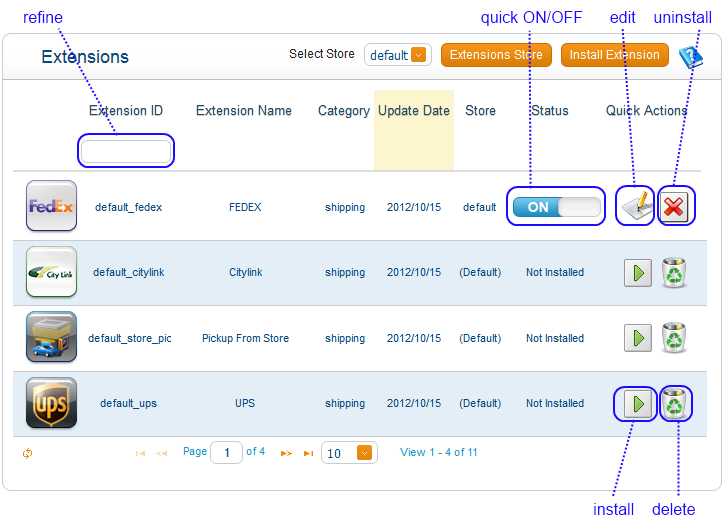 refine quick ON/OFF edit uninstall
Extensions Select Store default Extensions Store Install Extension ?
Extension ID Extension Name Category Update Date Store Status Quick Actions
FedEx default_fedex FEDEX shipping 2012/10/15 default ON
City Link default_citylink Citylink shipping 2012/10/15 (Default) Not Installed
default_store_pic Pickup From Store shipping 2012/10/15 (Default) Not Installed
ups default_ups UPS shipping 2012/10/15 (Default) Not Installed
Page 1 of 4 10 View 1 - 4 of 11
install delete